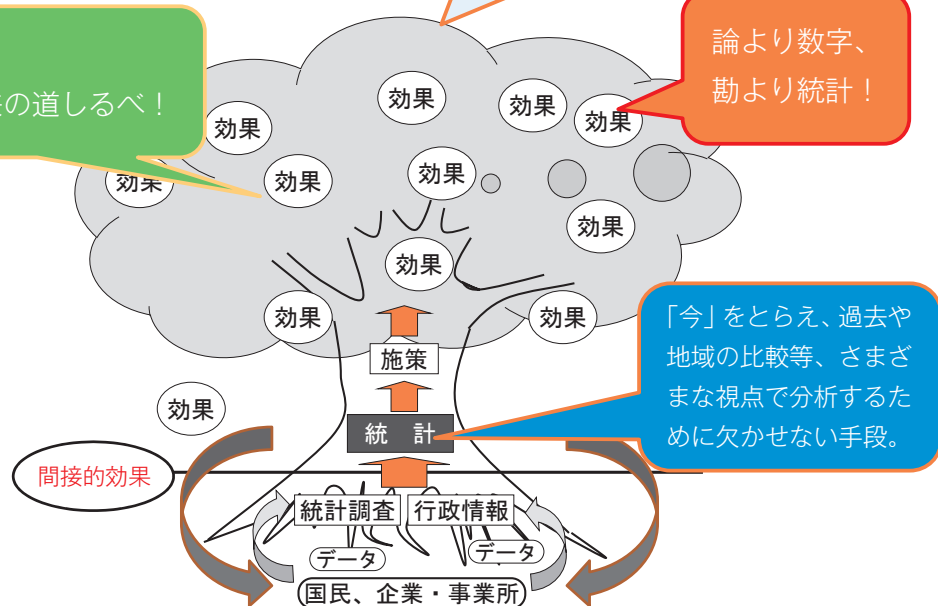 論より数字、
勘より統計！
の道しるべ！
効果
効果
効果
効果
効果
効果
効果
効果
効果
効果
効果
効果
効果
「今」をとらえ、過去や
地域の比較等、さまざ
まな視点で分析するた
めに欠かせない手段。
施策
統　計
間接的効果
統計調査
行政情報
データ
データ
国民、企業・事業所